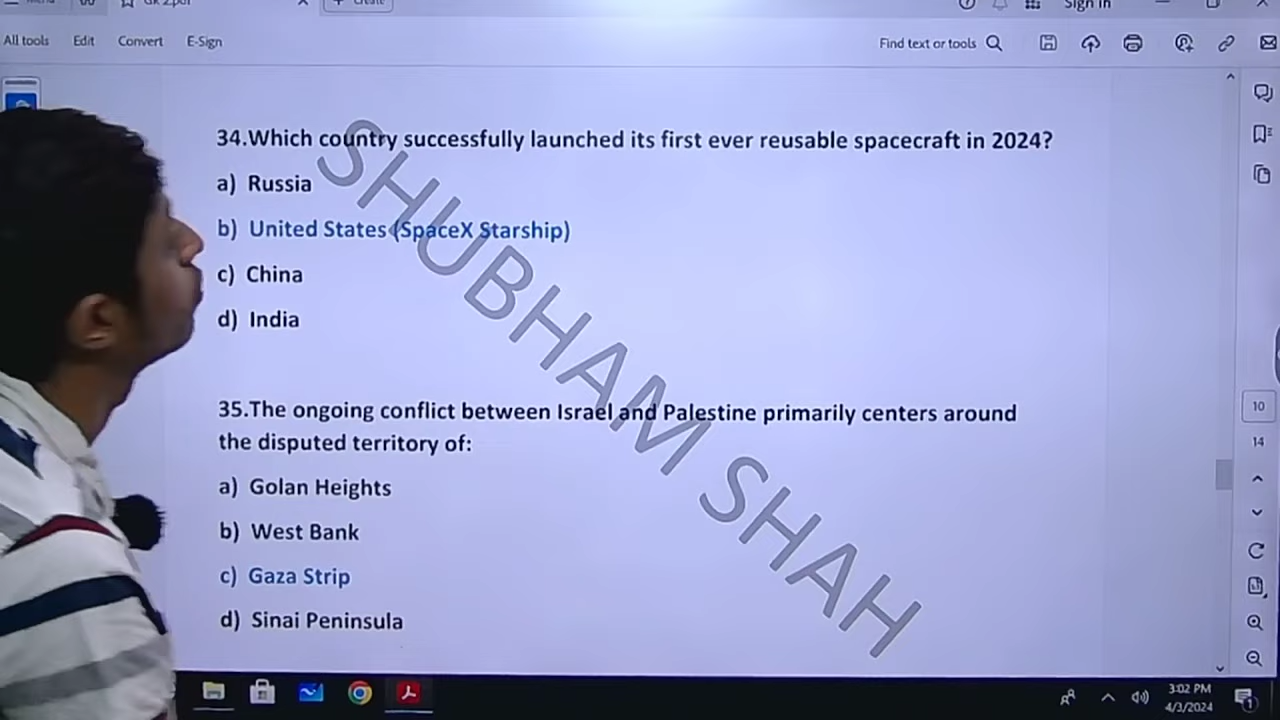 All tools Edit Convert E-Sign Find text or tools
Sign in
34.Which country successfully launched its first ever reusable spacecraft in 2024?
a) Russia
b) United States (SpaceX Starship)
c) China
d) India
35.The ongoing conflict between Israel and Palestine primarily centers around
the disputed territory of:
a) Golan Heights
b) West Bank
c) Gaza Strip
d) Sinai Peninsula
SHUBHAM SHAH
10
14
3:02 PM
4/3/2024